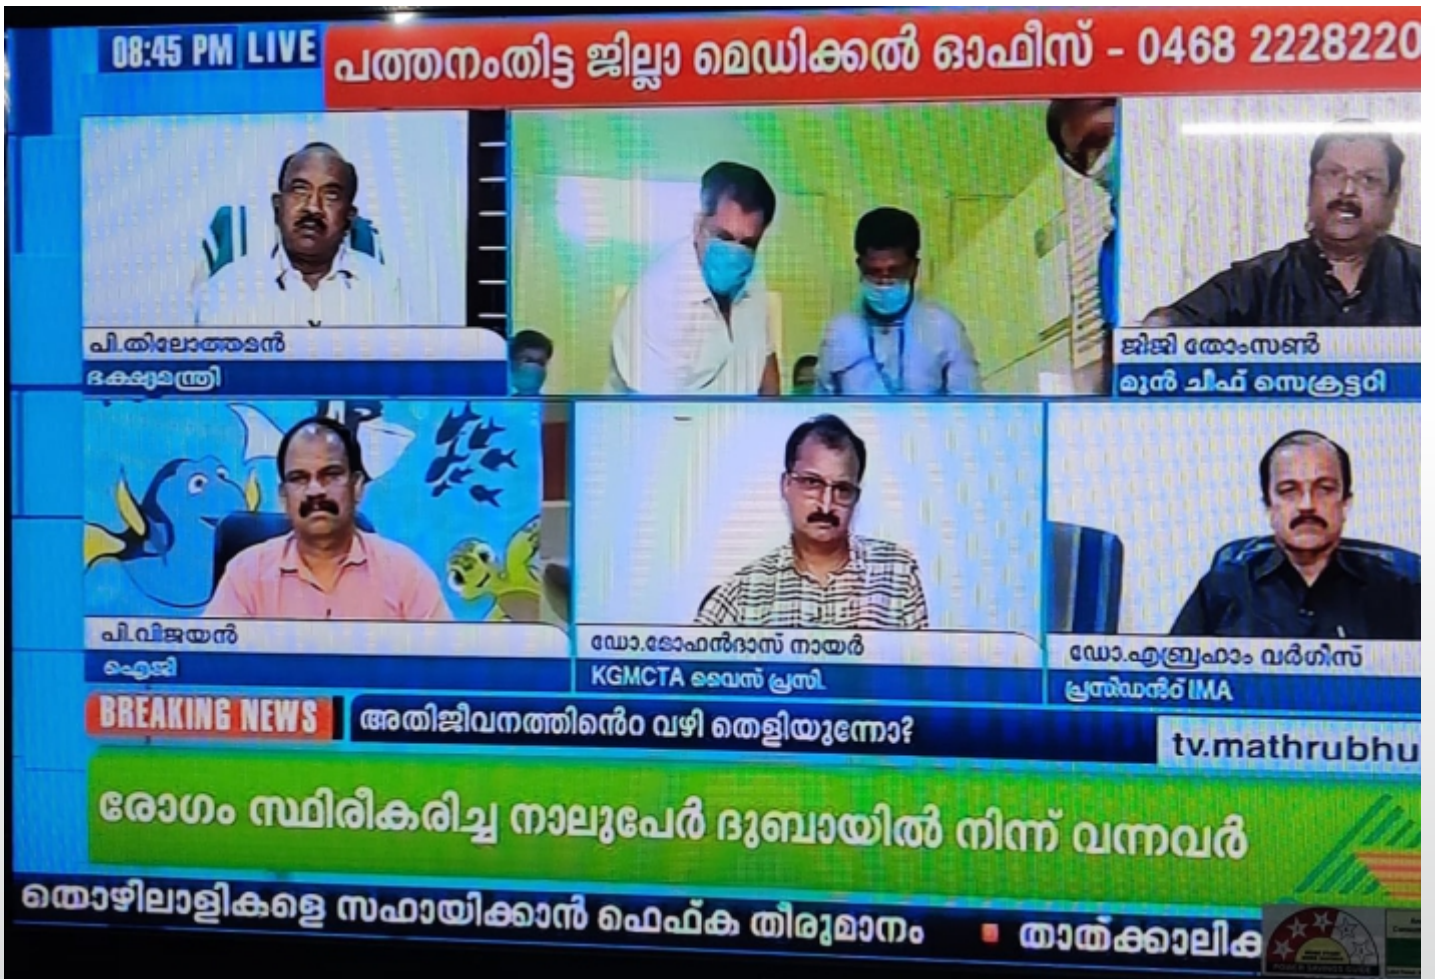 08:45 PM LIVE
പത്തനംതിട്ട ജില്ലാ മെഡിക്കൽ ഓഫീസ് - 0468 2228220
പി.തിലോത്തമൻ
ഭക്ഷ്യമന്ത്രി
ജിജി തോംസൺ
മുൻ ചീഫ് സെക്രട്ടറി
പി.വിജയൻ
ഐജി
ഡോ.മോഹൻദാസ് നായർ
KGMCTA വൈസ് പ്രസി.
ഡോ.എബ്രഹാം വർഗീസ്
പ്രസിഡൻറ് IMA
BREAKING NEWS
അതിജീവനത്തിൻെറ വഴി തെളിയുന്നോ?
tv.mathrubhu
രോഗം സ്ഥിരീകരിച്ച നാലുപേർ ദുബായിൽ നിന്ന് വന്നവർ
തൊഴിലാളികളെ സഹായിക്കാൻ ഫെഫ്ക തീരുമാനം ▪ താത്ക്കാലിക